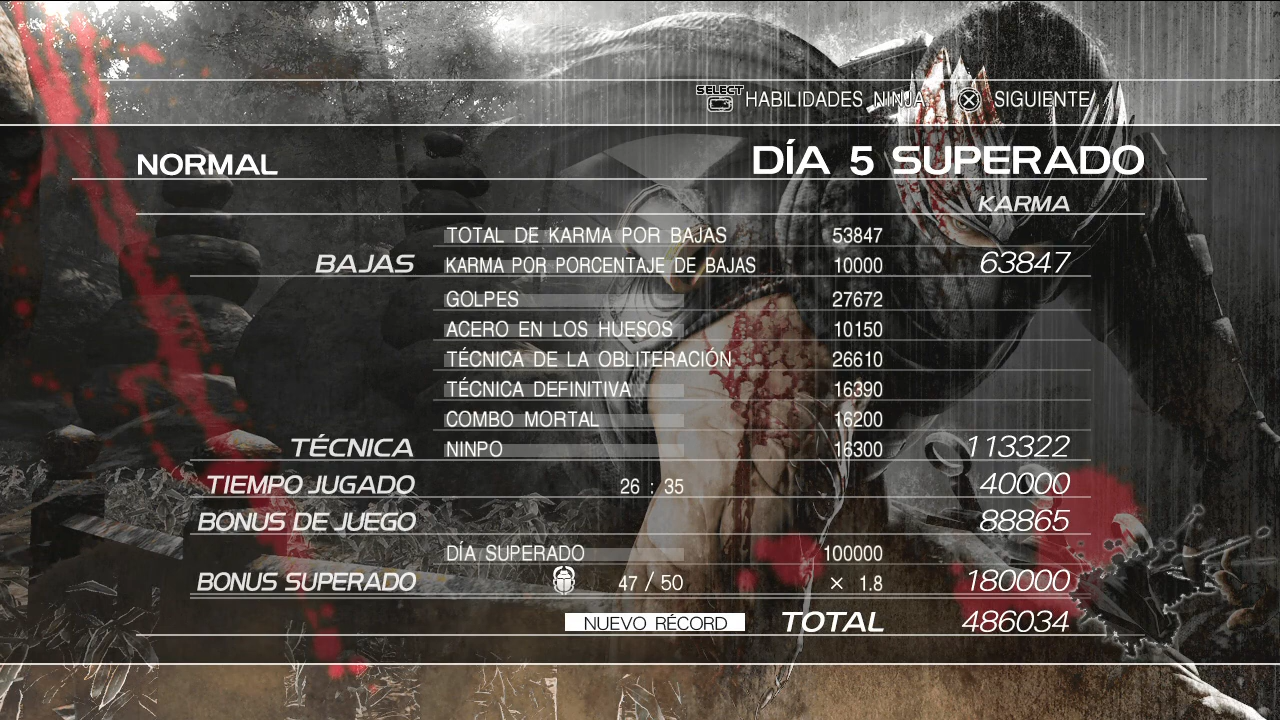 SELECT HABILIDADES NINJA SIGUIENTE
NORMAL DÍA 5 SUPERADO
KARMA
TOTAL DE KARMA POR BAJAS 53847
BAJAS KARMA POR PORCENTAJE DE BAJAS 10000 63847
GOLPES 27672
ACERO EN LOS HUESOS 10150
TÉCNICA DE LA OBLITERACIÓN 26610
TÉCNICA DEFINITIVA 16390
COMBO MORTAL 16200
TÉCNICA NINPO 16300 113322
TIEMPO JUGADO 26 : 35 40000
BONUS DE JUEGO 88865
DÍA SUPERADO 100000
BONUS SUPERADO 47 / 50 × 1.8 180000
NUEVO RÉCORD TOTAL 486034